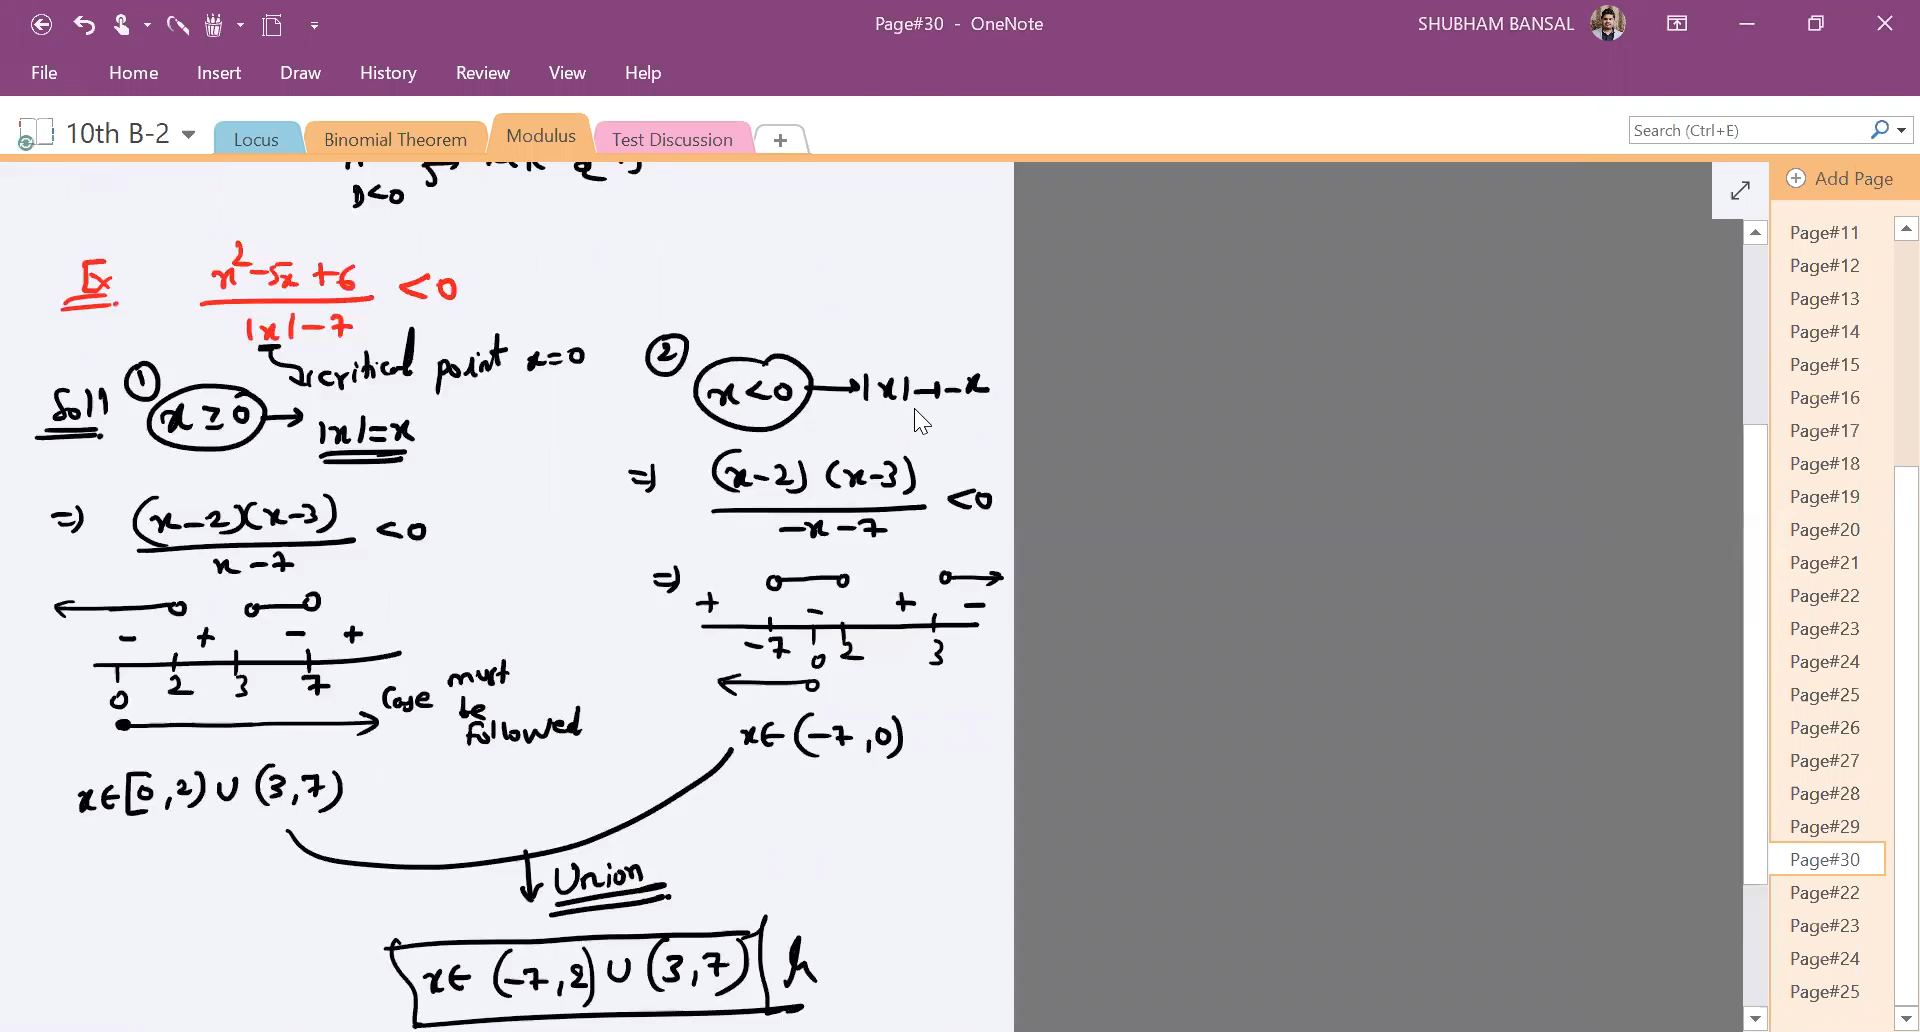 Page#30 - OneNote
SHUBHAM BANSAL
File Home Insert Draw History Review View Help
10th B-2
Locus
Binomial Theorem
Modulus
Test Discussion
Search (Ctrl+E)
D<0
Ex x²-5x+6 / |x|-7 <0
critical point x=0
Solⁿ ① x≥0 → |x|=x
⇒ (x-2)(x-3) / x-7 <0
- + - +
0 2 3 7
Case must be followed
x∈[0,2)∪(3,7)
② x<0 → |x|→-x
⇒ (x-2)(x-3) / -x-7 <0
⇒ + - + -
-7 0 2 3
x∈(-7,0)
↓ Union
x∈(-7,2)∪(3,7)
Add Page
Page#11
Page#12
Page#13
Page#14
Page#15
Page#16
Page#17
Page#18
Page#19
Page#20
Page#21
Page#22
Page#23
Page#24
Page#25
Page#26
Page#27
Page#28
Page#29
Page#30
Page#22
Page#23
Page#24
Page#25